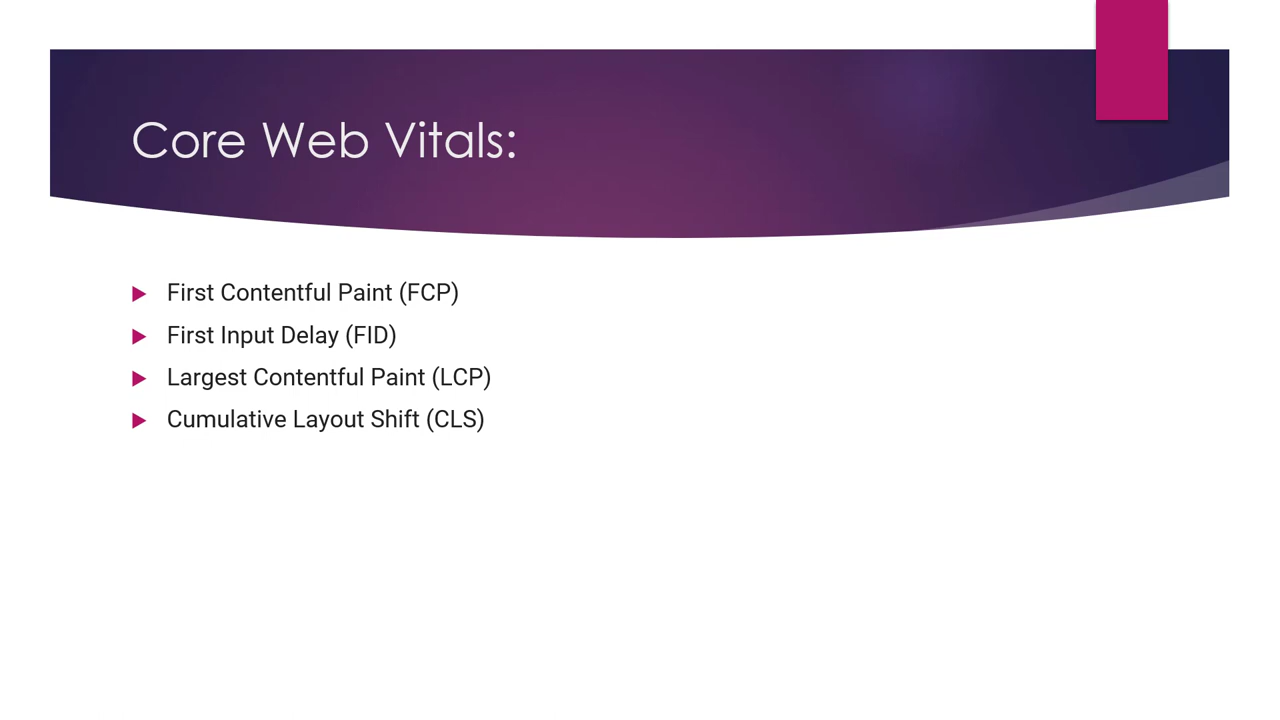 Core Web Vitals:
First Contentful Paint (FCP)
First Input Delay (FID)
Largest Contentful Paint (LCP)
Cumulative Layout Shift (CLS)